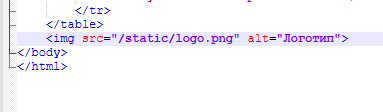 </tr>
</table>
<img src="/static/logo.png" alt="Логотип">
</body>
</html>